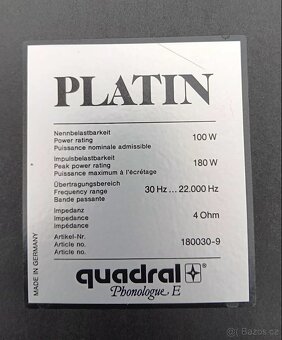 PLATIN
Nennbelastbarkeit
Power rating 100 W
Puissance nominale admissible
Impulsbelastbarkeit
Peak power rating 180 W
Puissance maximum à l'écrétage
Übertragungsbereich
Frequency range 30 Hz ... 22.000 Hz
Bande passante
Impedanz
Impedance 4 Ohm
Impédance
Artikel-Nr.
Article no. 180030-9
Article no.
MADE IN GERMANY
quadral ®
Phonologue E
Bazos.cz